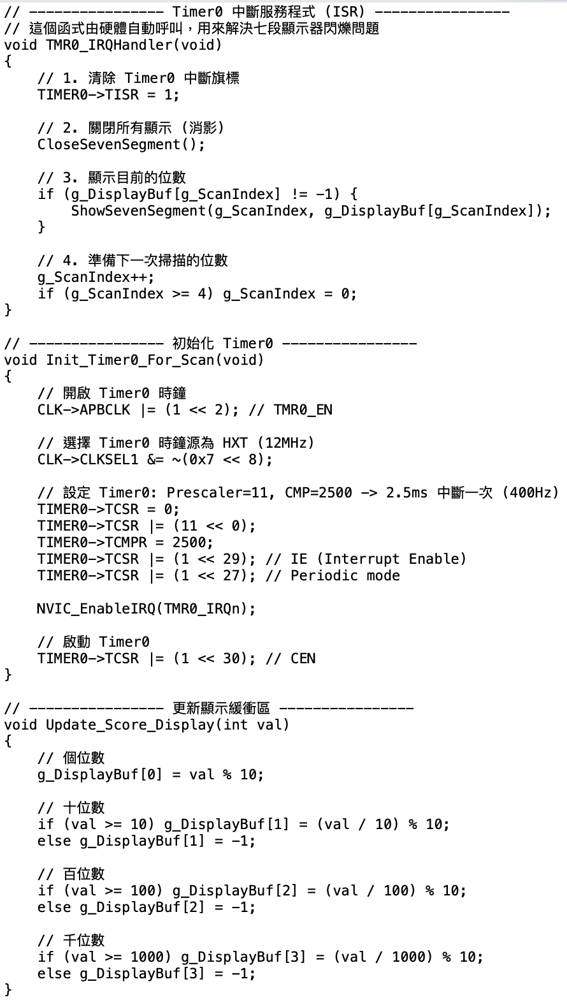 // ---------------- Timer0 中斷服務程式 (ISR) ----------------
// 這個函式由硬體自動呼叫，用來解決七段顯示器閃爍問題
void TMR0_IRQHandler(void)
{
    // 1. 清除 Timer0 中斷旗標
    TIMER0->TISR = 1;

    // 2. 關閉所有顯示 (消影)
    CloseSevenSegment();

    // 3. 顯示目前的位數
    if (g_DisplayBuf[g_ScanIndex] != -1) {
        ShowSevenSegment(g_ScanIndex, g_DisplayBuf[g_ScanIndex]);
    }

    // 4. 準備下一次掃描的位數
    g_ScanIndex++;
    if (g_ScanIndex >= 4) g_ScanIndex = 0;
}

// ---------------- 初始化 Timer0 ----------------
void Init_Timer0_For_Scan(void)
{
    // 開啟 Timer0 時鐘
    CLK->APBCLK |= (1 << 2); // TMR0_EN

    // 選擇 Timer0 時鐘源為 HXT (12MHz)
    CLK->CLKSEL1 &= ~(0x7 << 8);

    // 設定 Timer0: Prescaler=11, CMP=2500 -> 2.5ms 中斷一次 (400Hz)
    TIMER0->TCSR = 0;
    TIMER0->TCSR |= (11 << 0);
    TIMER0->TCMPR = 2500;
    TIMER0->TCSR |= (1 << 29); // IE (Interrupt Enable)
    TIMER0->TCSR |= (1 << 27); // Periodic mode

    NVIC_EnableIRQ(TMR0_IRQn);

    // 啟動 Timer0
    TIMER0->TCSR |= (1 << 30); // CEN
}

// ---------------- 更新顯示緩衝區 ----------------
void Update_Score_Display(int val)
{
    // 個位數
    g_DisplayBuf[0] = val % 10;

    // 十位數
    if (val >= 10) g_DisplayBuf[1] = (val / 10) % 10;
    else g_DisplayBuf[1] = -1;

    // 百位數
    if (val >= 100) g_DisplayBuf[2] = (val / 100) % 10;
    else g_DisplayBuf[2] = -1;

    // 千位數
    if (val >= 1000) g_DisplayBuf[3] = (val / 1000) % 10;
    else g_DisplayBuf[3] = -1;
}